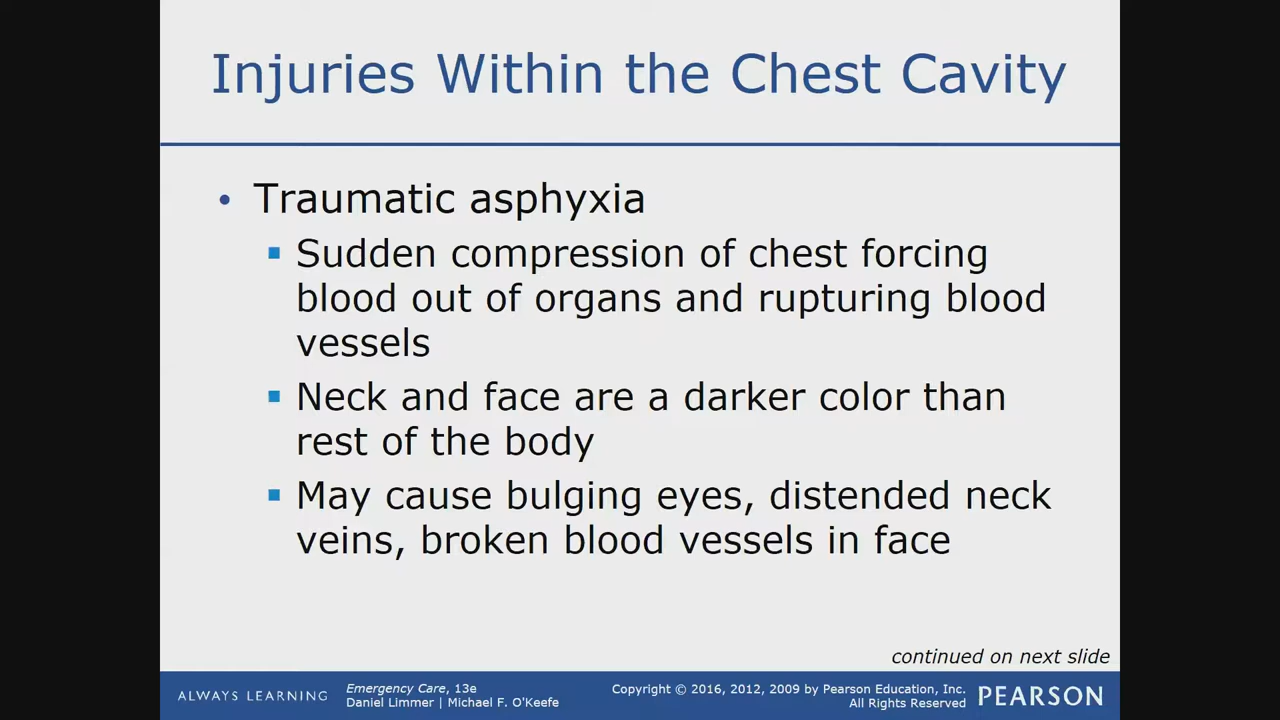 Injuries Within the Chest Cavity
• Traumatic asphyxia
▪ Sudden compression of chest forcing
blood out of organs and rupturing blood
vessels
▪ Neck and face are a darker color than
rest of the body
▪ May cause bulging eyes, distended neck
veins, broken blood vessels in face
continued on next slide
ALWAYS LEARNING
Emergency Care, 13e
Daniel Limmer | Michael F. O'Keefe
Copyright © 2016, 2012, 2009 by Pearson Education, Inc.
All Rights Reserved
PEARSON